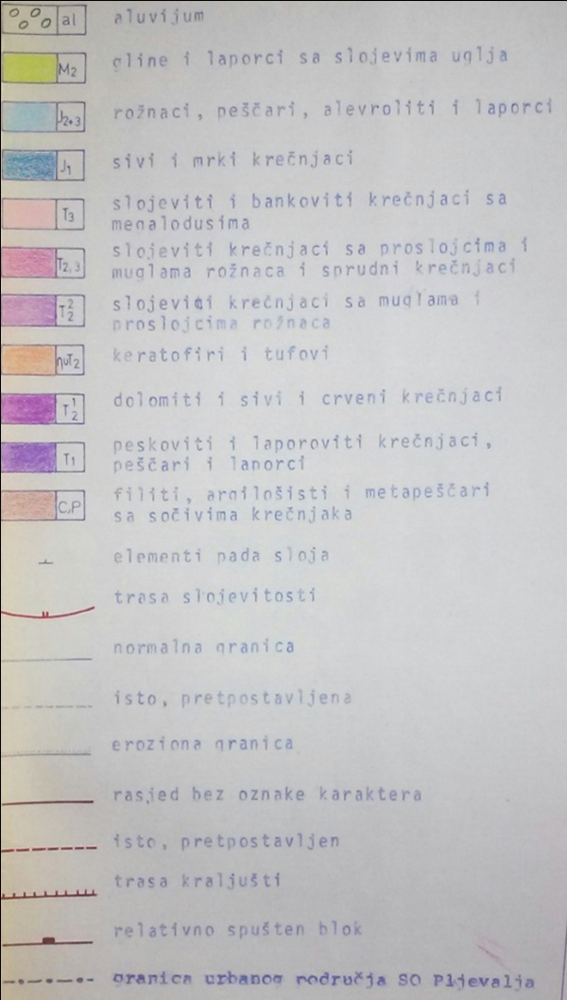 al aluvijum
M2 gline i laporci sa slojevima uglja
J2+3 rožnaci, peščari, alevroliti i laporci
J1 sivi i mrki krečnjaci
T3 slojeviti i bankoviti krečnjaci sa
megalodusima
T2,3 slojeviti krečnjaci sa proslojcima i
muglama rožnaca i sprudni krečnjaci
T²₂ slojeviti krečnjaci sa muglama i
proslojcima rožnaca
ηυT2 keratofiri i tufovi
T¹₂ dolomiti i sivi i crveni krečnjaci
T1 peskoviti i laporoviti krečnjaci,
peščari i laporci
C,P filiti, argilošisti i metapeščari
sa sočivima krečnjaka
elementi pada sloja
trasa slojevitosti
normalna granica
isto, pretpostavljena
eroziona granica
rasjed bez oznake karaktera
isto, pretpostavljen
trasa kraljušti
relativno spušten blok
granica urbanog područja SO Pljevalja